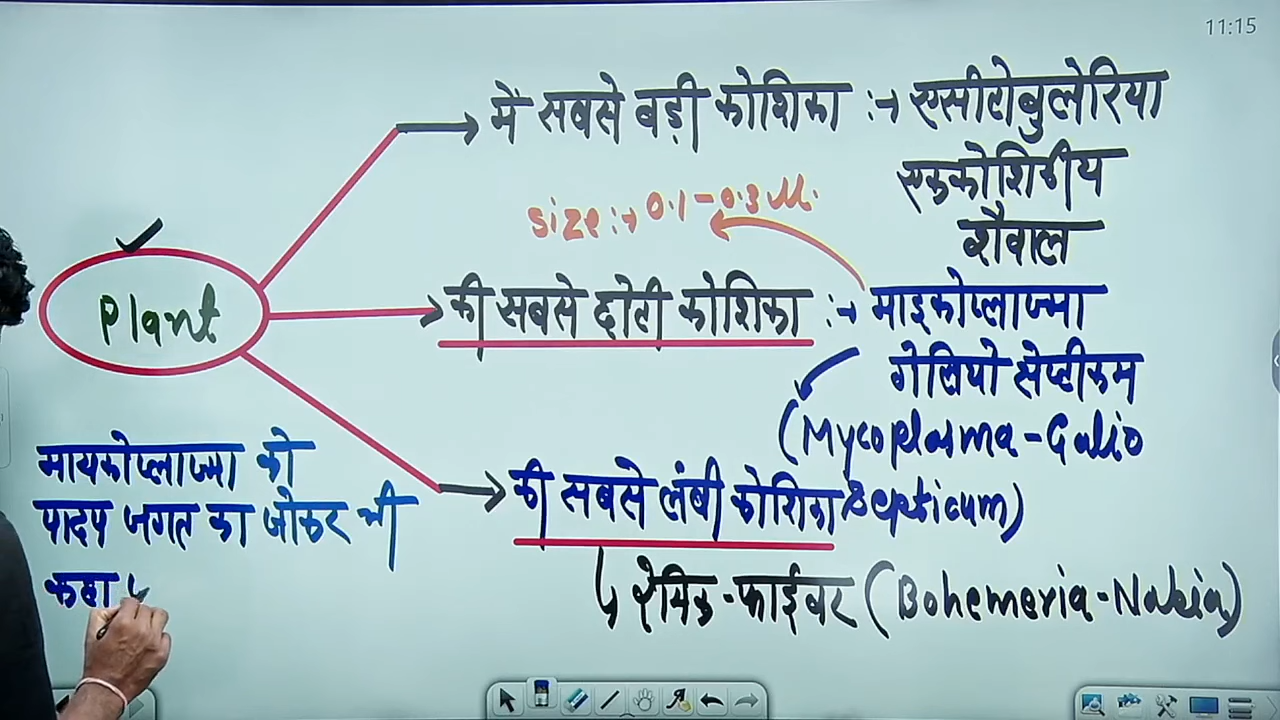 11:15
में सबसे बड़ी कोशिका :→ एसीटोबुलेरिया
एककोशिकीय
शैवाल
Size :→ 0.1-0.3 M.
Plant
की सबसे छोटी कोशिका :→ माइकोप्लाज्मा
गेलियो सेप्टीकम
(Mycoplasma-Galio
Septicum)
की सबसे लंबी कोशिका
↳ रेमिक-फाईबर (Bohemeria-Nakia)
मायकोप्लाज्मा को
पादप जगत का जोकर भी
कहा